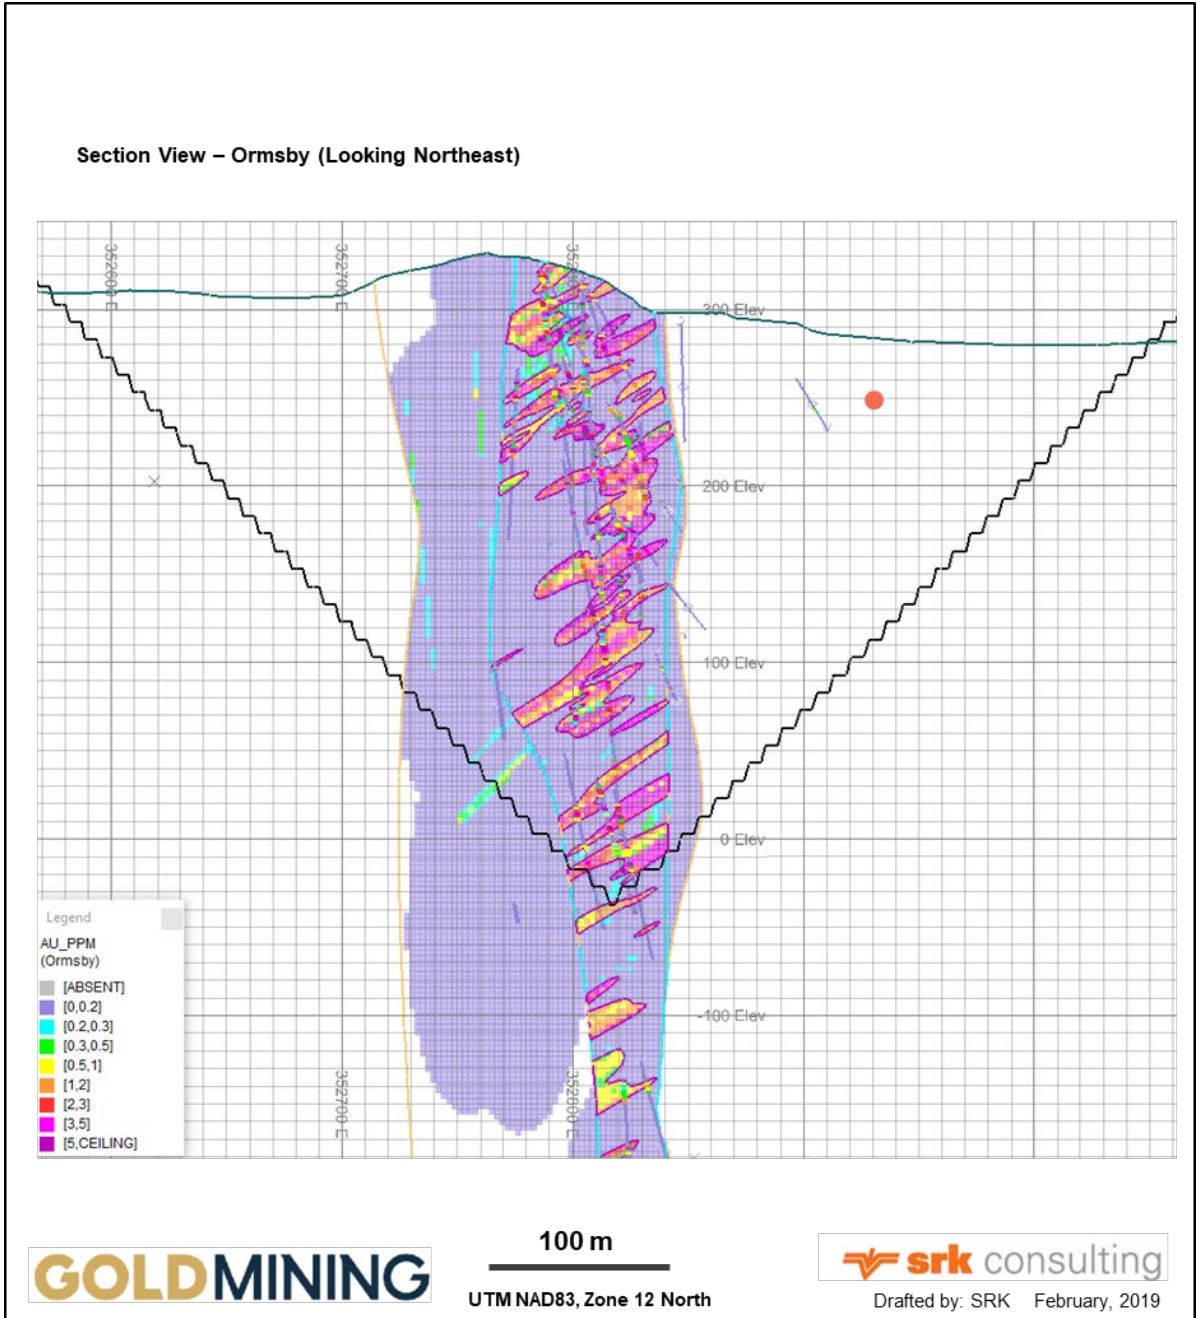 Section View – Ormsby (Looking Northeast)
352600 E
352700 E
300 Elev
200 Elev
100 Elev
0 Elev
-100 Elev
352700 E
352800 E
Legend
AU_PPM
(Ormsby)
[ABSENT]
[0,0.2]
[0.2,0.3]
[0.3,0.5]
[0.5,1]
[1,2]
[2,3]
[3,5]
[5,CEILING]
100 m
GOLDMINING
UTM NAD83, Zone 12 North
srk consulting
Drafted by: SRK February, 2019